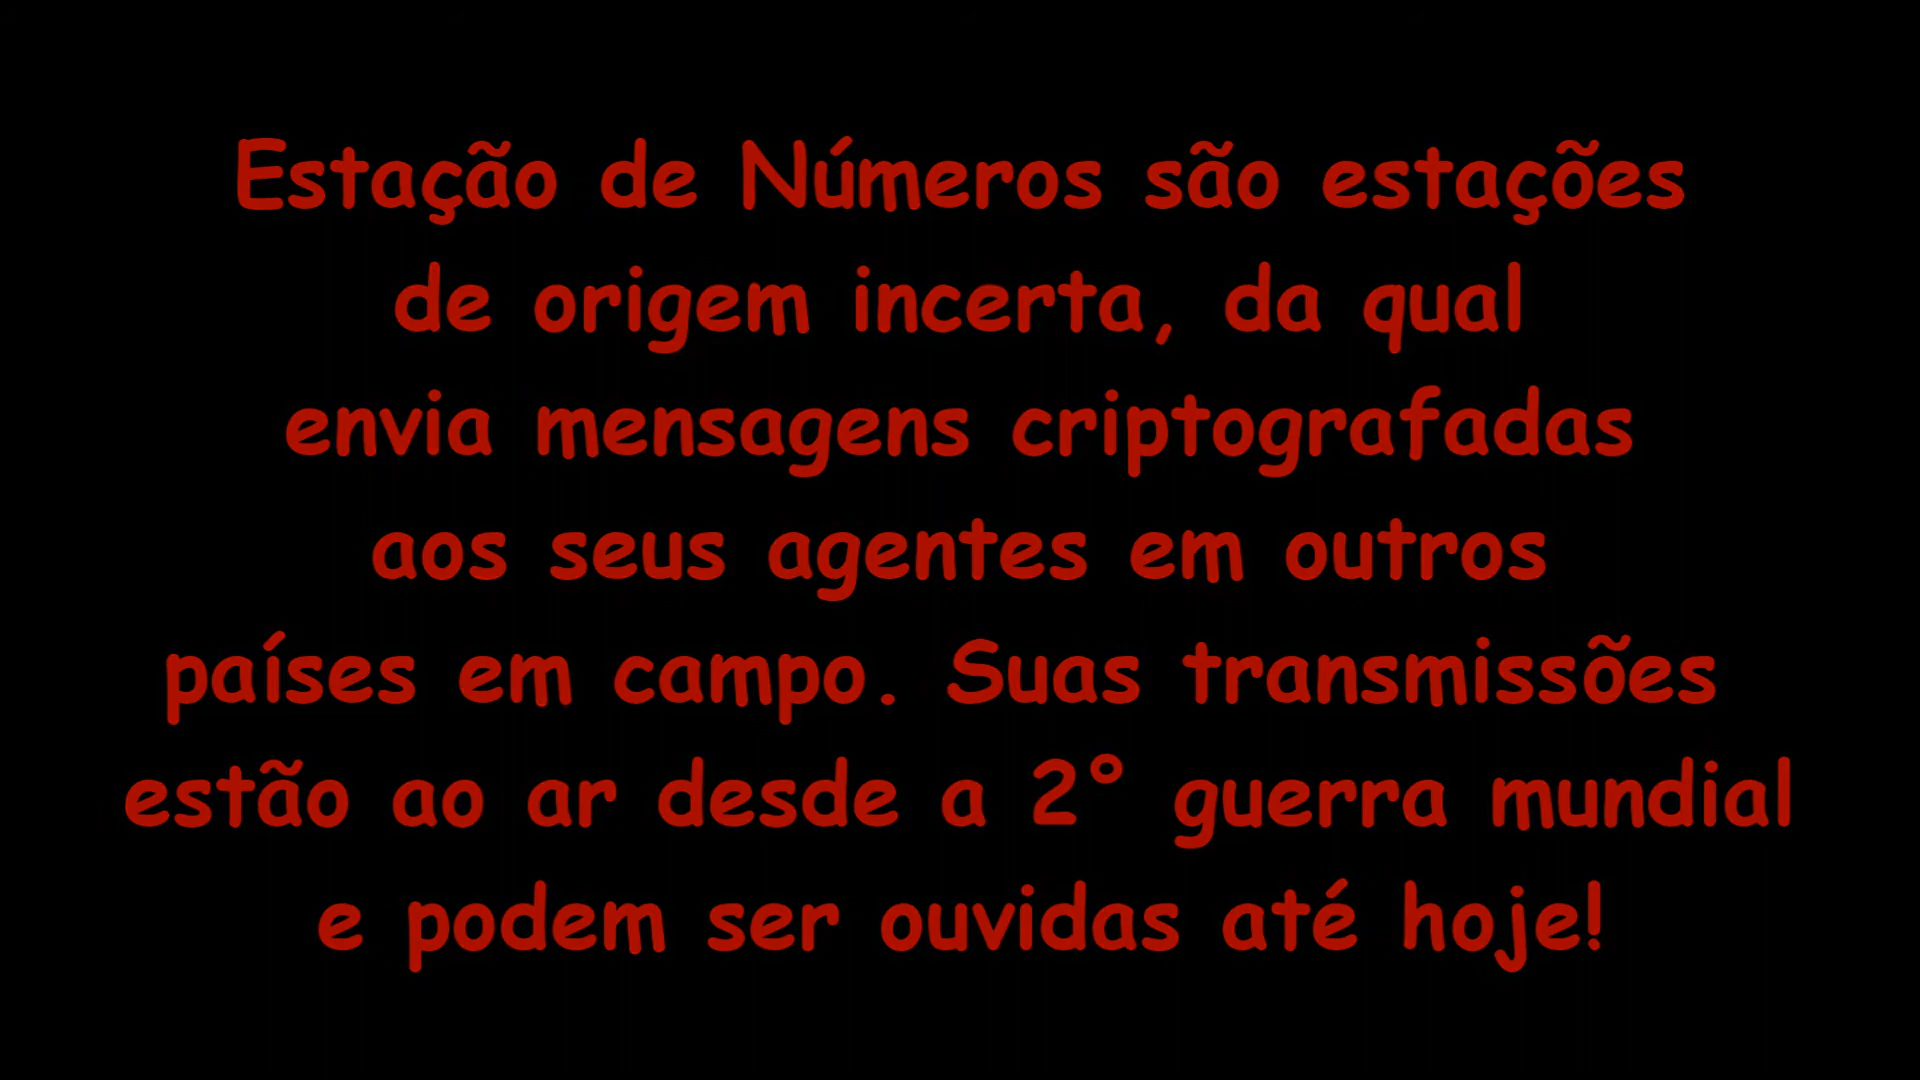 Estação de Números são estações
de origem incerta, da qual
envia mensagens criptografadas
aos seus agentes em outros
países em campo. Suas transmissões
estão ao ar desde a 2° guerra mundial
e podem ser ouvidas até hoje!